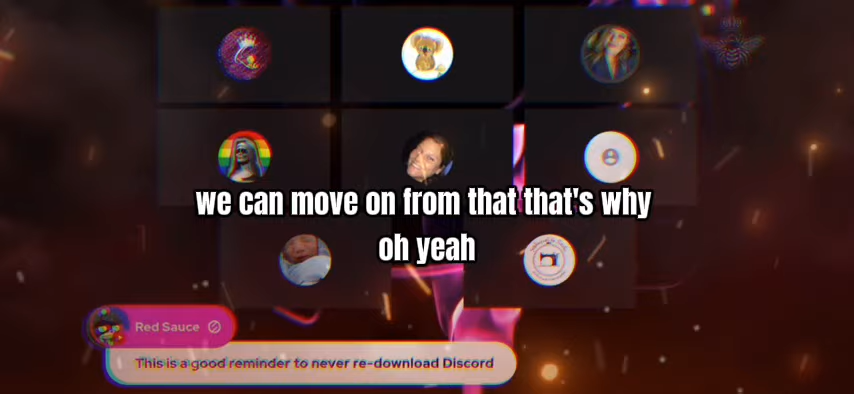 we can move on from that that's why
oh yeah
Red Sauce
This is a good reminder to never re-download Discord